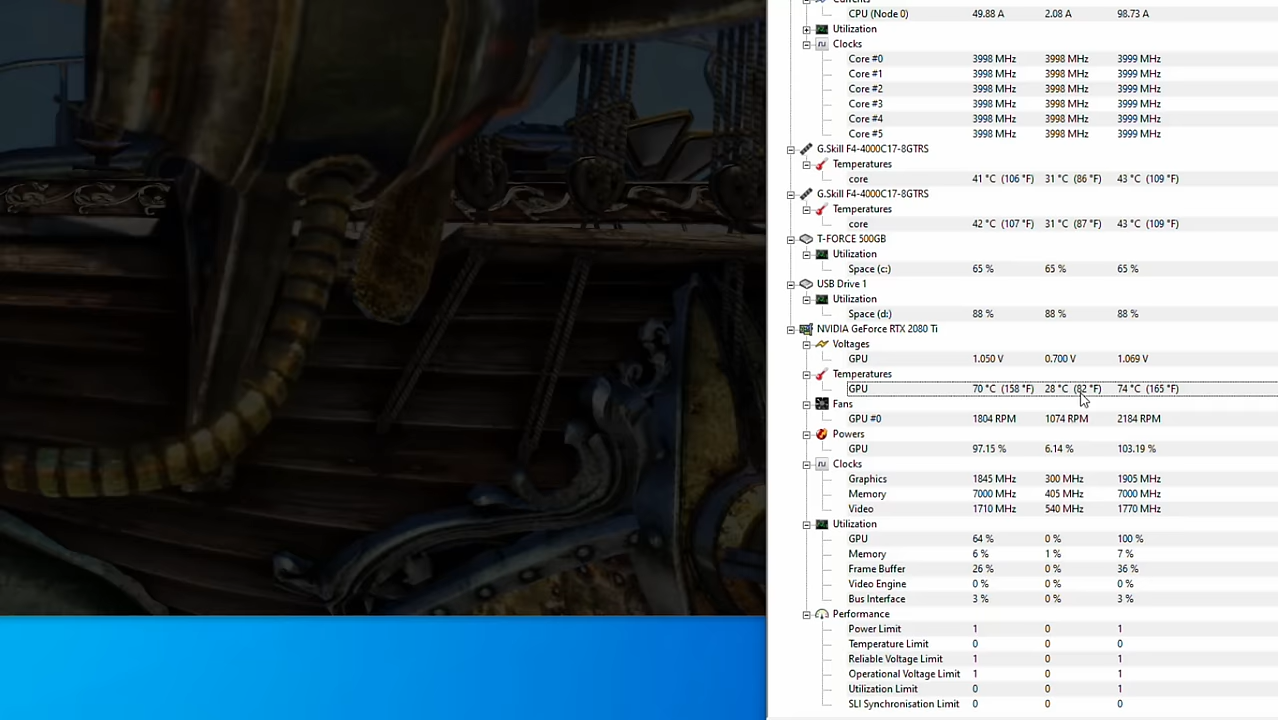 CPU (Node 0) 49.88 A 2.08 A 98.73 A
Utilization
Clocks
Core #0 3998 MHz 3998 MHz 3999 MHz
Core #1 3998 MHz 3998 MHz 3999 MHz
Core #2 3998 MHz 3998 MHz 3999 MHz
Core #3 3998 MHz 3998 MHz 3999 MHz
Core #4 3998 MHz 3998 MHz 3999 MHz
Core #5 3998 MHz 3998 MHz 3999 MHz
G.Skill F4-4000C17-8GTRS
Temperatures
core 41 °C (106 °F) 31 °C (86 °F) 43 °C (109 °F)
G.Skill F4-4000C17-8GTRS
Temperatures
core 42 °C (107 °F) 31 °C (87 °F) 43 °C (109 °F)
T-FORCE 500GB
Utilization
Space (c:) 65 % 65 % 65 %
USB Drive 1
Utilization
Space (d:) 88 % 88 % 88 %
NVIDIA GeForce RTX 2080 Ti
Voltages
GPU 1.050 V 0.700 V 1.069 V
Temperatures
GPU 70 °C (158 °F) 28 °C (82 °F) 74 °C (165 °F)
Fans
GPU #0 1804 RPM 1074 RPM 2184 RPM
Powers
GPU 97.15 % 6.14 % 103.19 %
Clocks
Graphics 1845 MHz 300 MHz 1905 MHz
Memory 7000 MHz 405 MHz 7000 MHz
Video 1710 MHz 540 MHz 1770 MHz
Utilization
GPU 64 % 0 % 100 %
Memory 6 % 1 % 7 %
Frame Buffer 26 % 0 % 36 %
Video Engine 0 % 0 % 0 %
Bus Interface 3 % 0 % 3 %
Performance
Power Limit 1 0 1
Temperature Limit 0 0 0
Reliable Voltage Limit 1 0 1
Operational Voltage Limit 1 0 1
Utilization Limit 0 0 1
SLI Synchronisation Limit 0 0 0